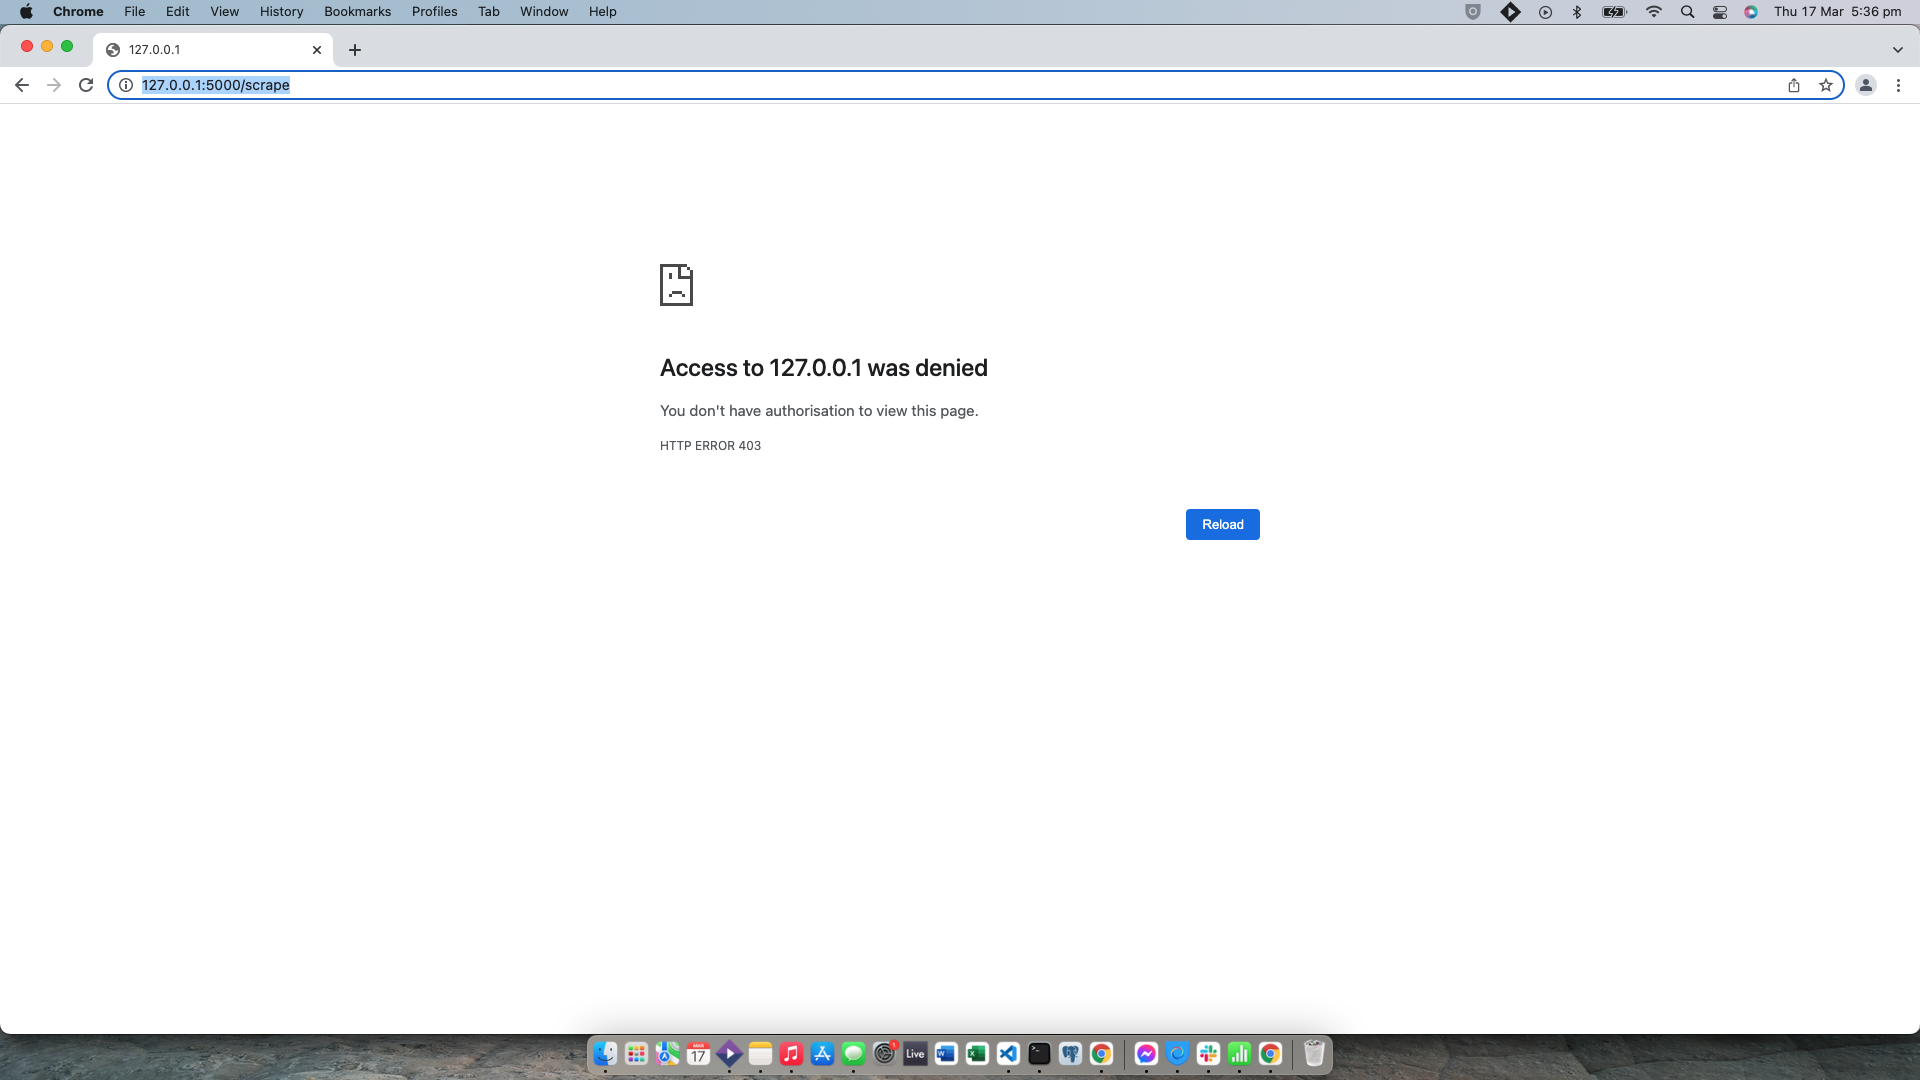 Chrome File Edit View History Bookmarks Profiles Tab Window Help Thu 17 Mar 5:36 pm
127.0.0.1
127.0.0.1:5000/scrape
Access to 127.0.0.1 was denied
You don't have authorisation to view this page.
HTTP ERROR 403
Reload
MAR
17
1
Live
W
X